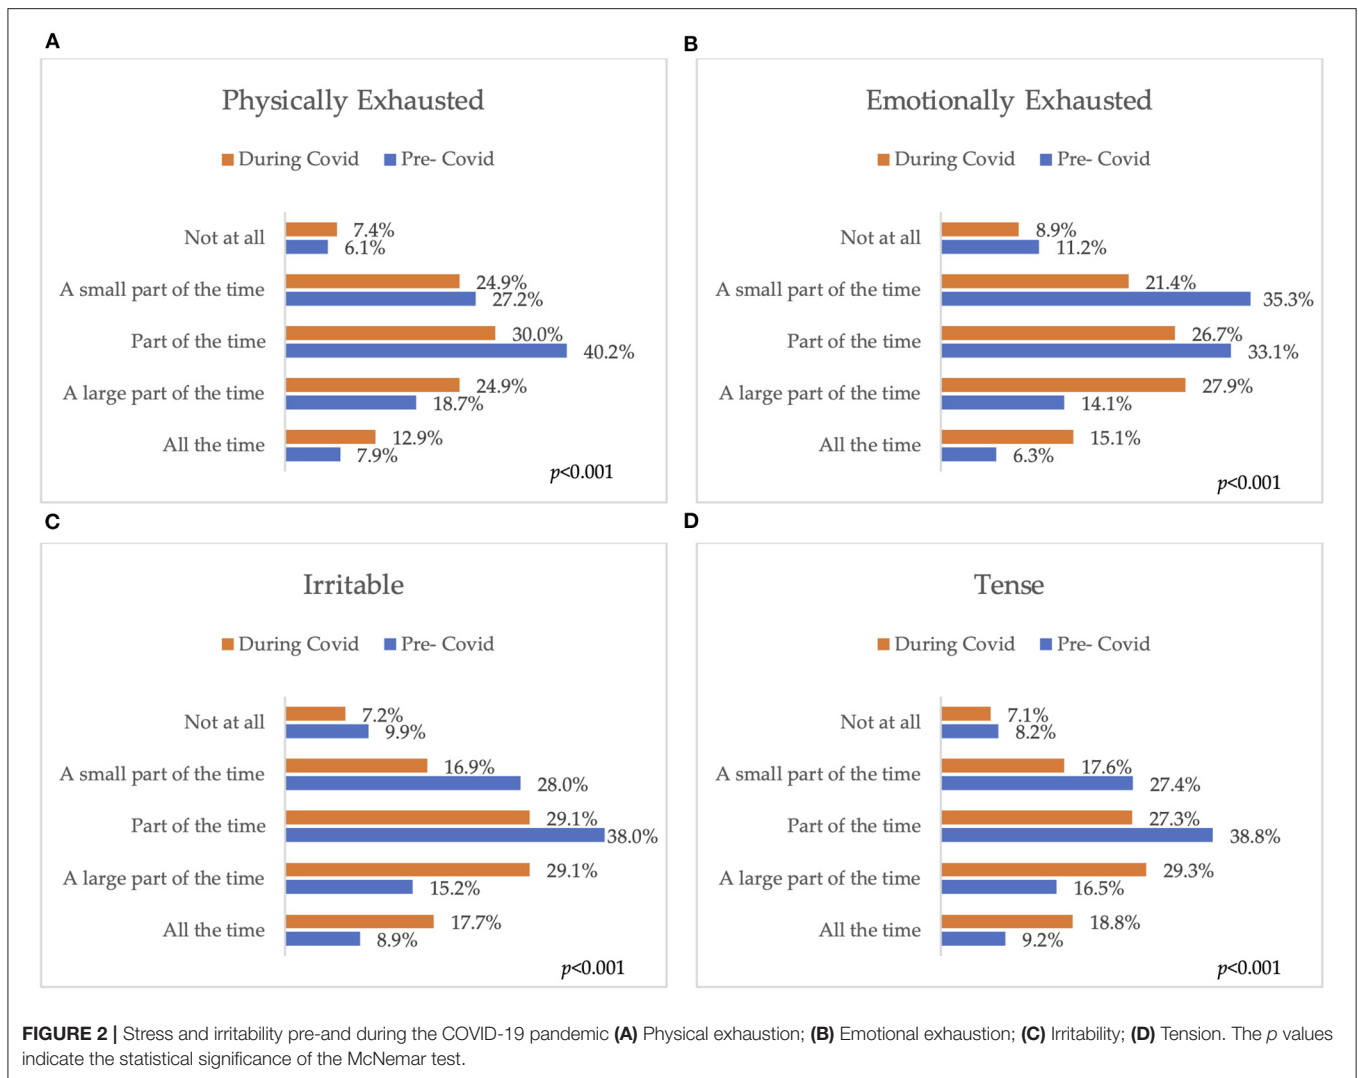 A
Physically Exhausted
During Covid Pre- Covid
Not at all
7.4%
6.1%
A small part of the time
24.9%
27.2%
Part of the time
30.0%
40.2%
A large part of the time
24.9%
18.7%
All the time
12.9%
7.9%
p<0.001
B
Emotionally Exhausted
During Covid Pre- Covid
Not at all
8.9%
11.2%
A small part of the time
21.4%
35.3%
Part of the time
26.7%
33.1%
A large part of the time
27.9%
14.1%
All the time
15.1%
6.3%
p<0.001
C
Irritable
During Covid Pre- Covid
Not at all
7.2%
9.9%
A small part of the time
16.9%
28.0%
Part of the time
29.1%
38.0%
A large part of the time
29.1%
15.2%
All the time
17.7%
8.9%
p<0.001
D
Tense
During Covid Pre- Covid
Not at all
7.1%
8.2%
A small part of the time
17.6%
27.4%
Part of the time
27.3%
38.8%
A large part of the time
29.3%
16.5%
All the time
18.8%
9.2%
p<0.001
FIGURE 2 | Stress and irritability pre-and during the COVID-19 pandemic (A) Physical exhaustion; (B) Emotional exhaustion; (C) Irritability; (D) Tension. The p values
indicate the statistical significance of the McNemar test.